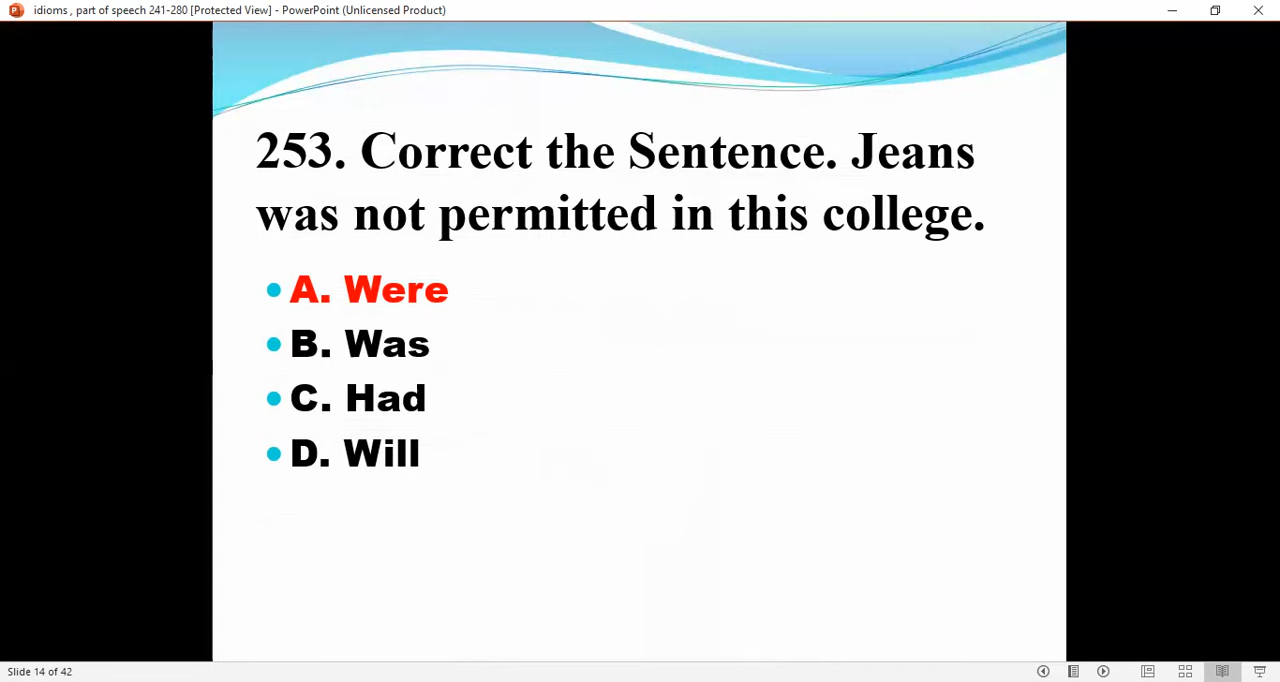 idioms , part of speech 241-280 [Protected View] - PowerPoint (Unlicensed Product)
253. Correct the Sentence. Jeans
was not permitted in this college.
A. Were
B. Was
C. Had
D. Will
Slide 14 of 42